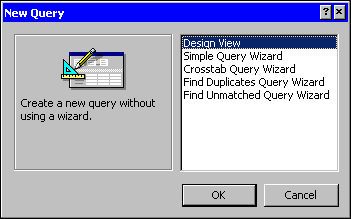 New Query
Create a new query without
using a wizard.
Design View
Simple Query Wizard
Crosstab Query Wizard
Find Duplicates Query Wizard
Find Unmatched Query Wizard
OK
Cancel